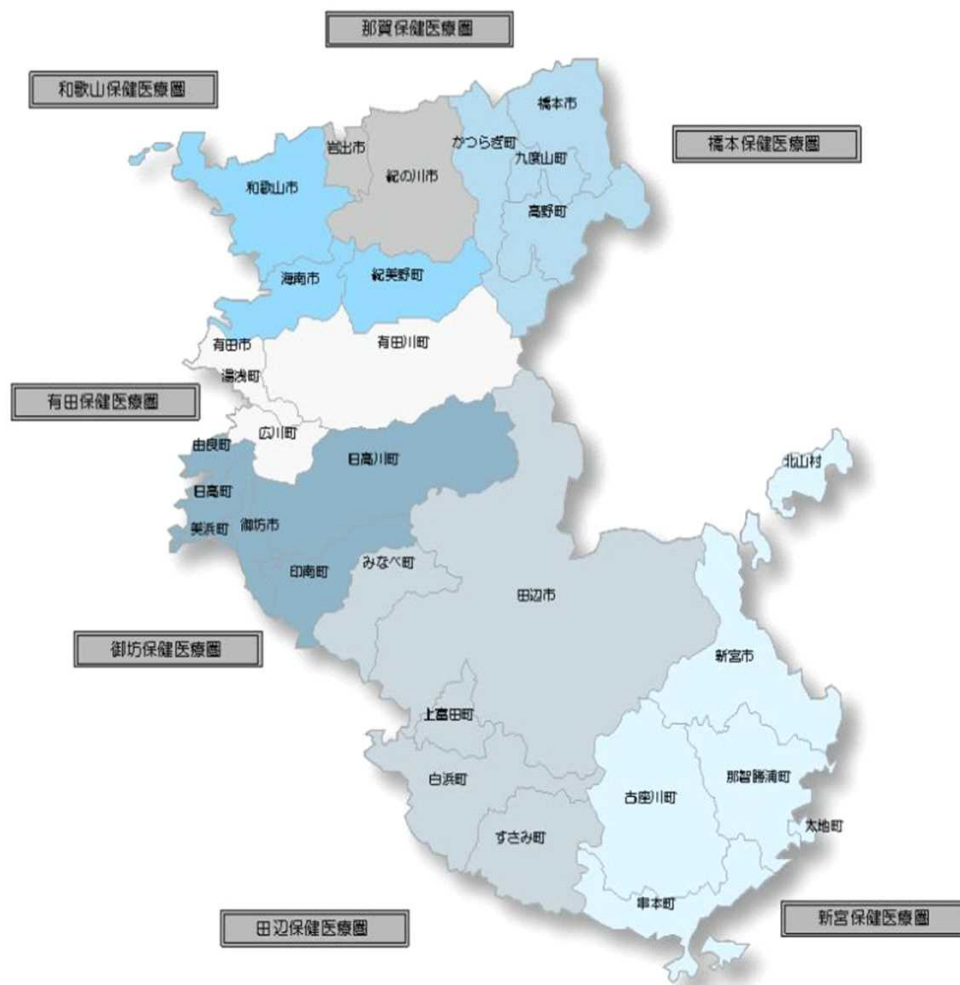 那賀保健医療圏
和歌山保健医療圏
橋本市
かつらぎ町
岩出市
橋本保健医療圏
九度山町
紀の川市
和歌山市
高野町
海南市
紀美野町
有田市
有田川町
湯浅町
有田保健医療圏
広川町
由良町
日高川町
北山村
日高町
御坊市
美浜町
みなべ町
印南町
田辺市
御坊保健医療圏
新宮市
上富田町
那智勝浦町
白浜町
古座川町
太地町
すさみ町
串本町
新宮保健医療圏
田辺保健医療圏